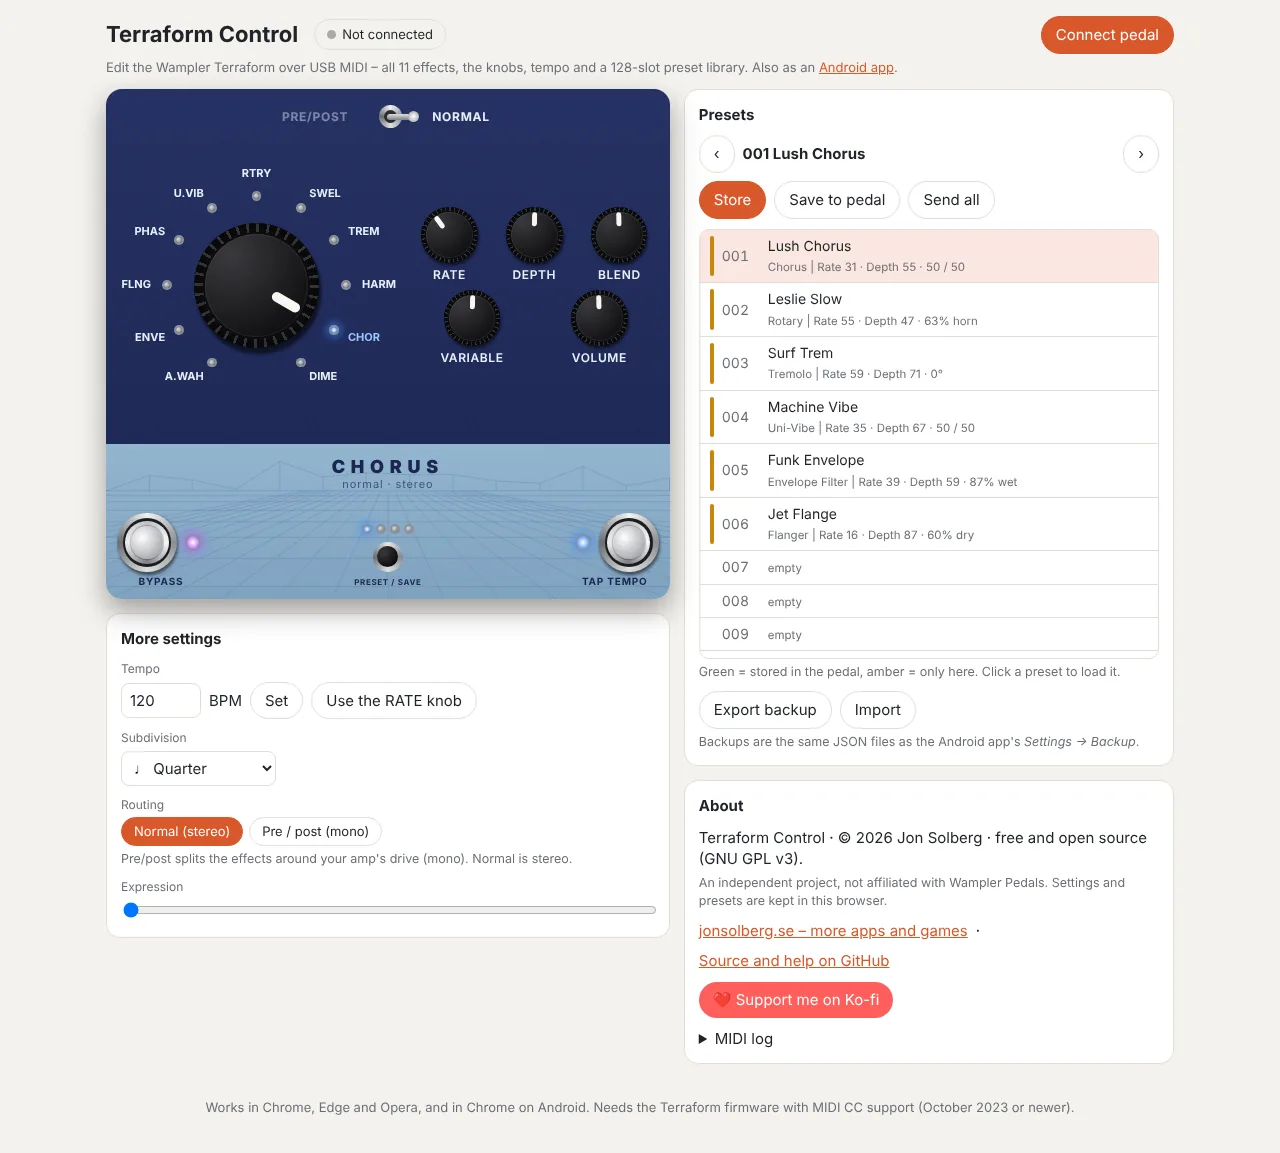 Terraform Control
Not connected
Connect pedal
Edit the Wampler Terraform over USB MIDI – all 11 effects, the knobs, tempo and a 128-slot preset library. Also as an Android app.
PRE/POST
NORMAL
RTRY
U.VIB
SWEL
PHAS
TREM
FLNG
HARM
ENVE
CHOR
A.WAH
DIME
RATE
DEPTH
BLEND
VARIABLE
VOLUME
CHORUS
normal · stereo
BYPASS
PRESET / SAVE
TAP TEMPO
More settings
Tempo
120
BPM
Set
Use the RATE knob
Subdivision
♩ Quarter
Routing
Normal (stereo)
Pre / post (mono)
Pre/post splits the effects around your amp's drive (mono). Normal is stereo.
Expression
Presets
‹
001 Lush Chorus
›
Store
Save to pedal
Send all
001
Lush Chorus
Chorus | Rate 31 · Depth 55 · 50 / 50
002
Leslie Slow
Rotary | Rate 55 · Depth 47 · 63% horn
003
Surf Trem
Tremolo | Rate 59 · Depth 71 · 0°
004
Machine Vibe
Uni-Vibe | Rate 35 · Depth 67 · 50 / 50
005
Funk Envelope
Envelope Filter | Rate 39 · Depth 59 · 87% wet
006
Jet Flange
Flanger | Rate 16 · Depth 87 · 60% dry
007
empty
008
empty
009
empty
Green = stored in the pedal, amber = only here. Click a preset to load it.
Export backup
Import
Backups are the same JSON files as the Android app's Settings → Backup.
About
Terraform Control · © 2026 Jon Solberg · free and open source
(GNU GPL v3).
An independent project, not affiliated with Wampler Pedals. Settings and
presets are kept in this browser.
jonsolberg.se – more apps and games ·
Source and help on GitHub
❤️ Support me on Ko-fi
▶ MIDI log
Works in Chrome, Edge and Opera, and in Chrome on Android. Needs the Terraform firmware with MIDI CC support (October 2023 or newer).